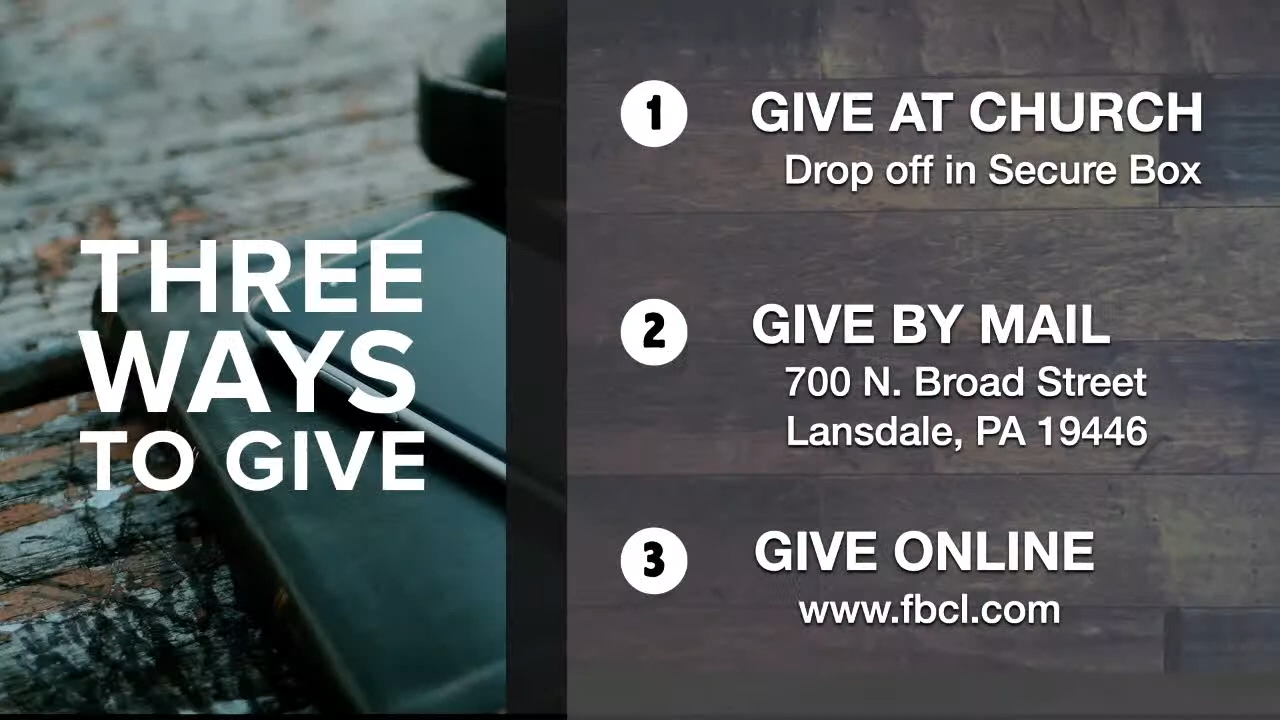 THREE
WAYS
TO GIVE
1 GIVE AT CHURCH
Drop off in Secure Box
2 GIVE BY MAIL
700 N. Broad Street
Lansdale, PA 19446
3 GIVE ONLINE
www.fbcl.com